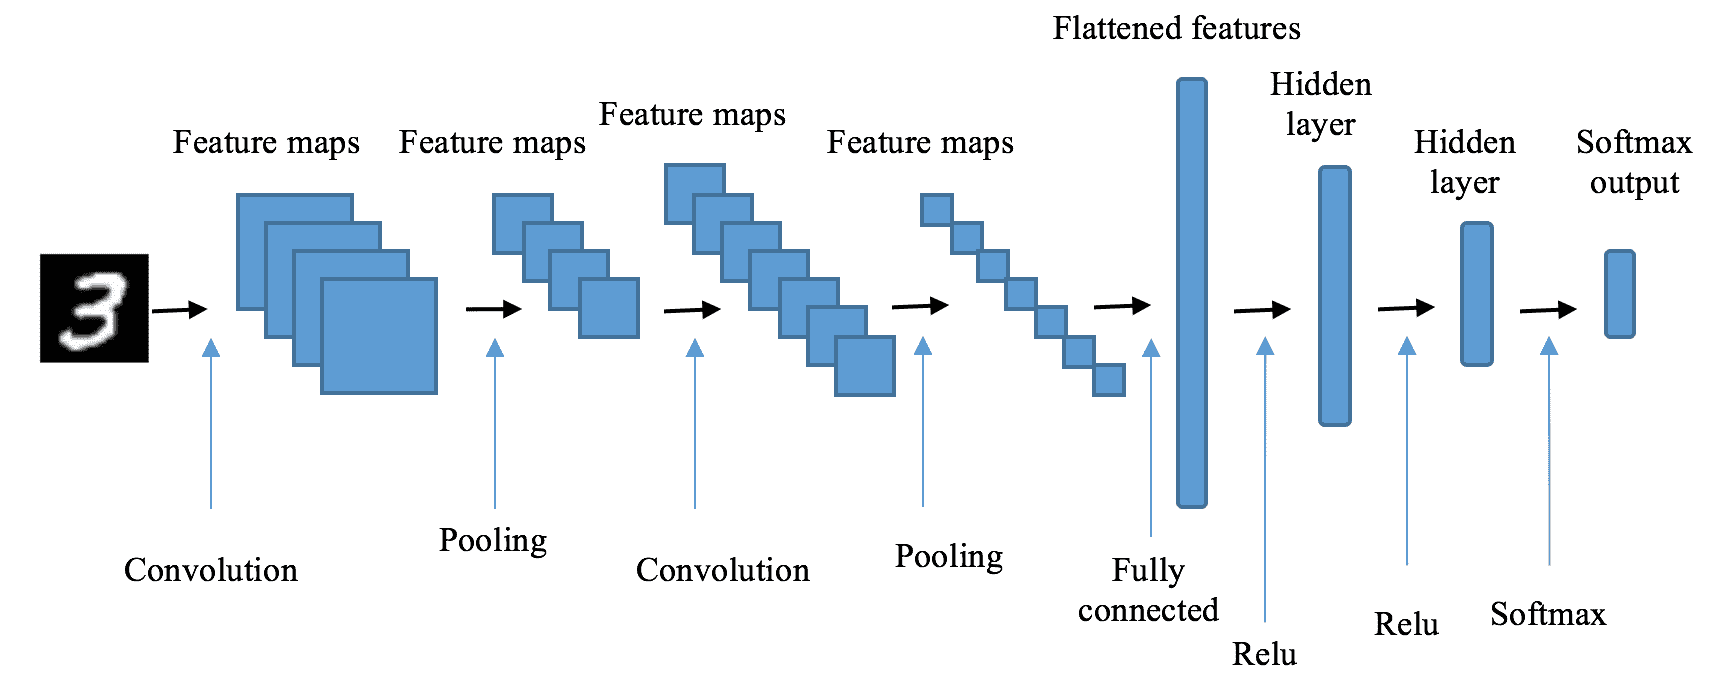 Flattened features
Hidden
layer
Feature maps
Feature maps
Feature maps
Feature maps
Hidden
layer
Softmax
output
3
Convolution
Pooling
Convolution
Pooling
Fully
connected
Relu
Relu
Softmax